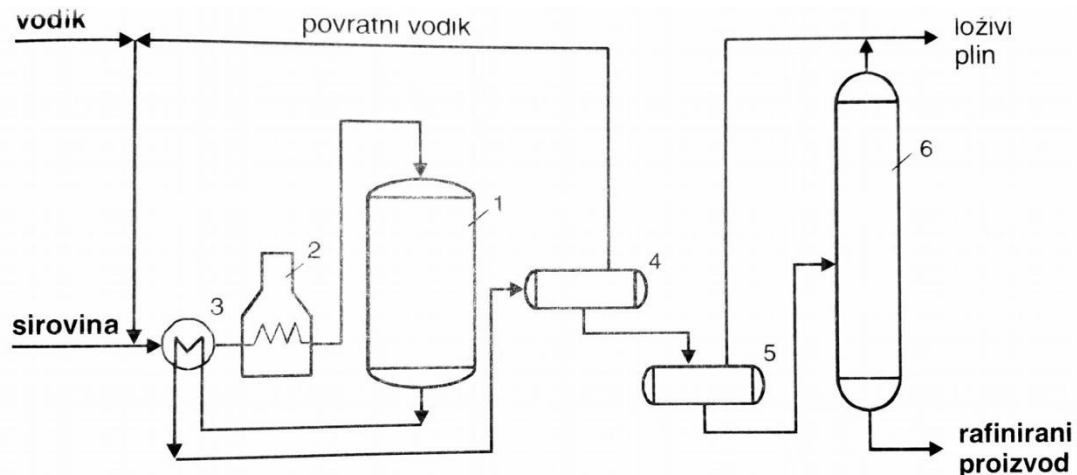 vodik
povratni vodik
loživi
plin
6
1
2
4
3
sirovina
5
rafinirani
proizvod